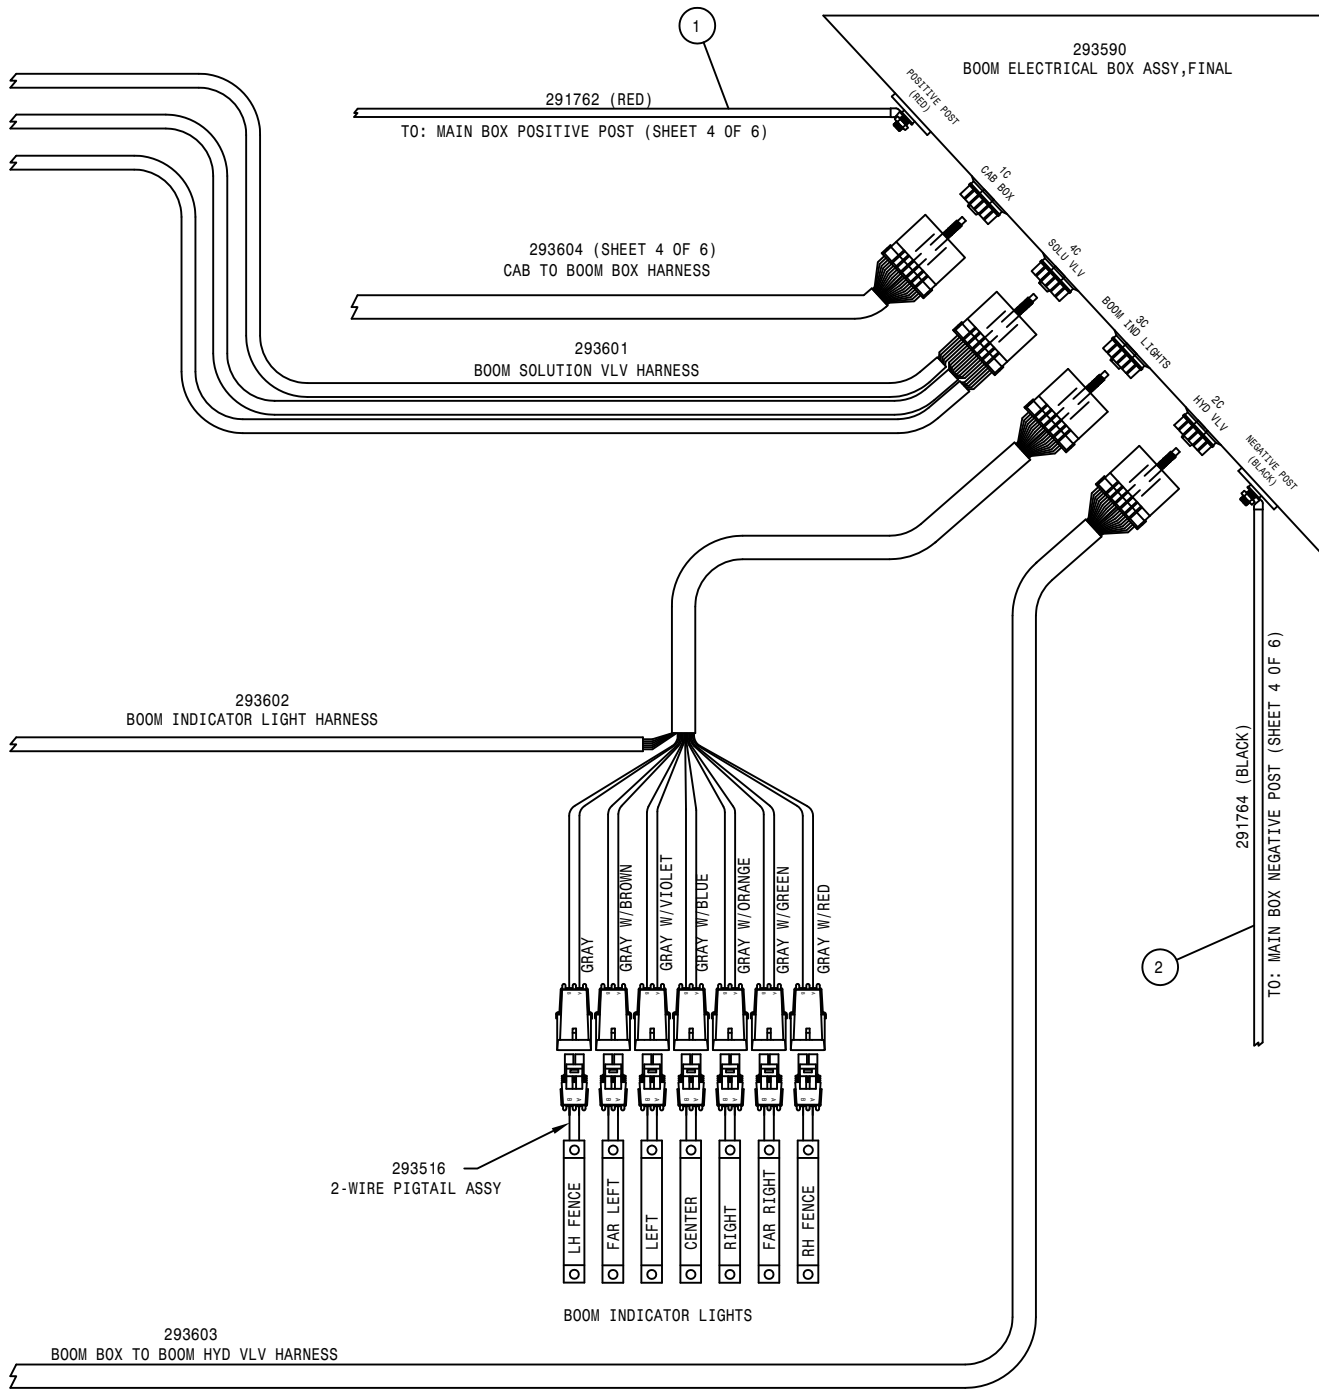 1
293590
BOOM ELECTRICAL BOX ASSY,FINAL
POSITIVE POST
(RED)
291762 (RED)
TO: MAIN BOX POSITIVE POST (SHEET 4 OF 6)
1C
CAB BOX
293604 (SHEET 4 OF 6)
CAB TO BOOM BOX HARNESS
4C
SOLU VLV
293601
BOOM SOLUTION VLV HARNESS
3C
BOOM IND LIGHTS
2C
HYD VLV
NEGATIVE POST
(BLACK)
293602
BOOM INDICATOR LIGHT HARNESS
291764 (BLACK)
TO: MAIN BOX NEGATIVE POST (SHEET 4 OF 6)
2
GRAY
GRAY W/BROWN
GRAY W/VIOLET
GRAY W/BLUE
GRAY W/ORANGE
GRAY W/GREEN
GRAY W/RED
B A
B A
B A
B A
B A
B A
B A
B A
B A
B A
B A
B A
B A
B A
293516
2-WIRE PIGTAIL ASSY
LH FENCE
FAR LEFT
LEFT
CENTER
RIGHT
FAR RIGHT
RH FENCE
BOOM INDICATOR LIGHTS
293603
BOOM BOX TO BOOM HYD VLV HARNESS